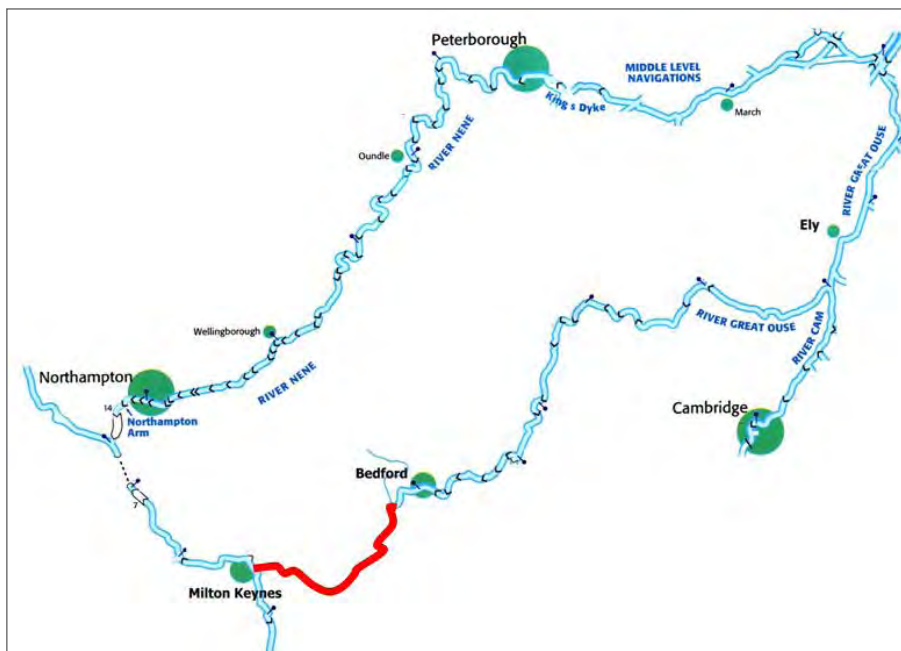 Peterborough
MIDDLE LEVEL
NAVIGATIONS
King s Dyke
March
Oundle
RIVER NENE
RIVER GREAT OUSE
Ely
Wellingborough
RIVER NENE
RIVER GREAT OUSE
RIVER CAM
Northampton
14
Northampton
Arm
Cambridge
Bedford
7
Milton Keynes